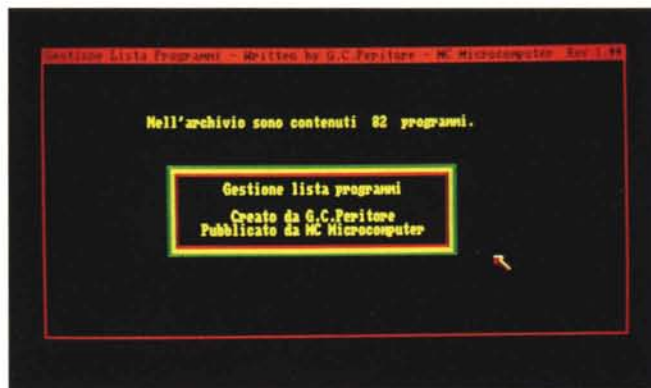 Gestione Lista Programmi - Written by G.C.Peritore - MC Microcomputer Rev 1.
Nell'archivio sono contenuti 82 programmi.
Gestione lista programmi
Creato da G.C.Peritore
Pubblicato da MC Microcomputer